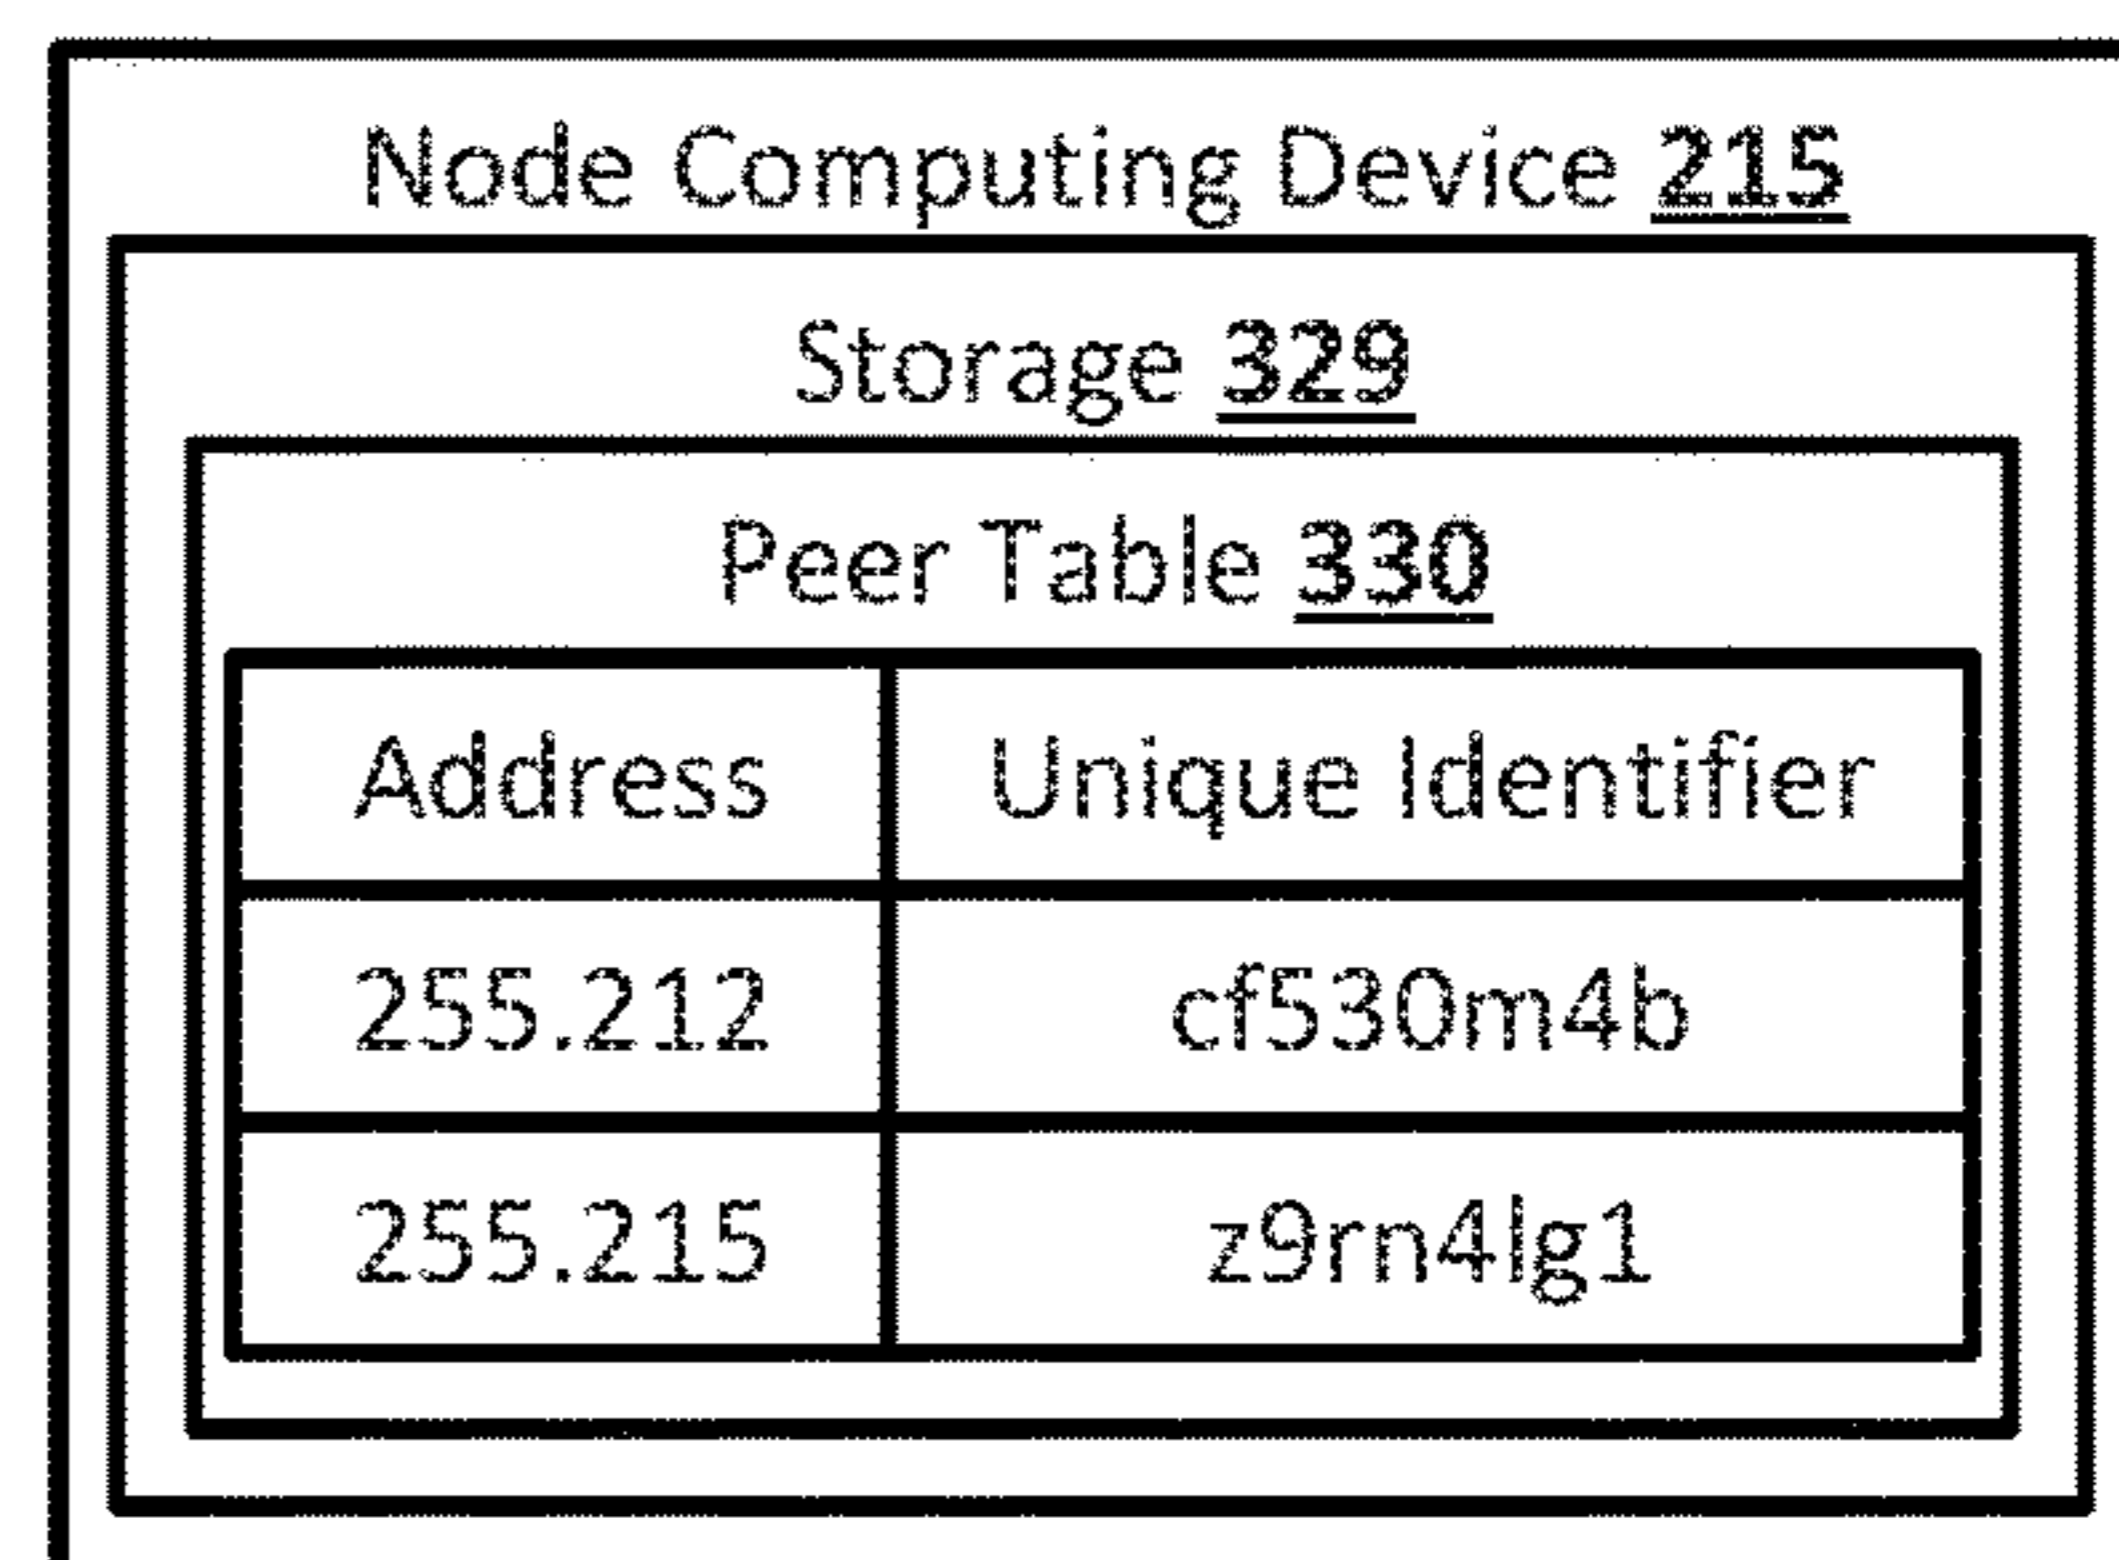 Node Computing Device 215
Storage 329
Peer Table 330
Address Unique Identifier
255.212 cf530m4b
255.215 z9rn4lg1